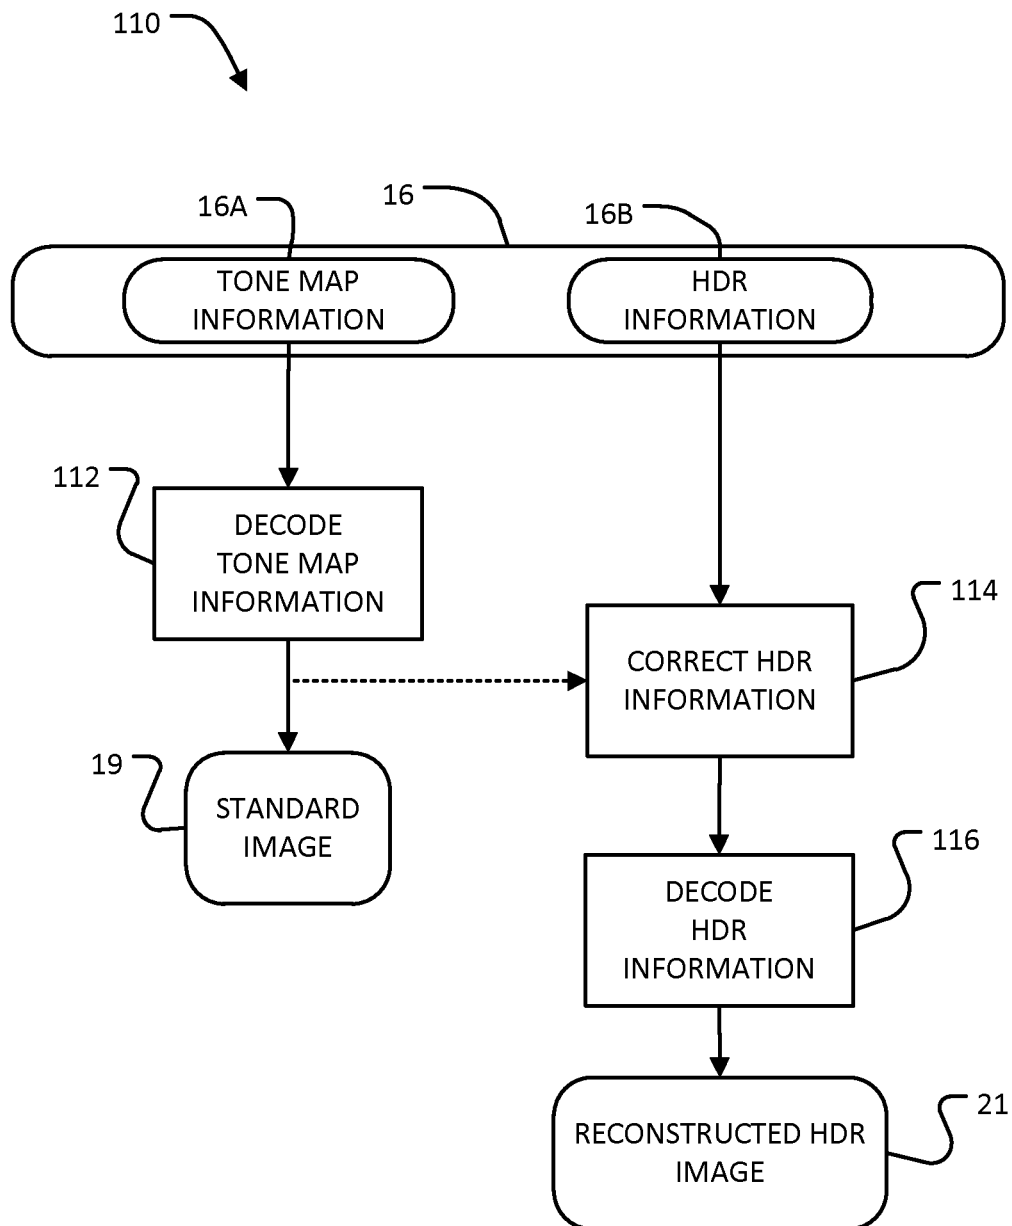 110
16
16A
16B
TONE MAP
INFORMATION
HDR
INFORMATION
112
DECODE
TONE MAP
INFORMATION
114
CORRECT HDR
INFORMATION
19
STANDARD
IMAGE
116
DECODE
HDR
INFORMATION
21
RECONSTRUCTED HDR
IMAGE